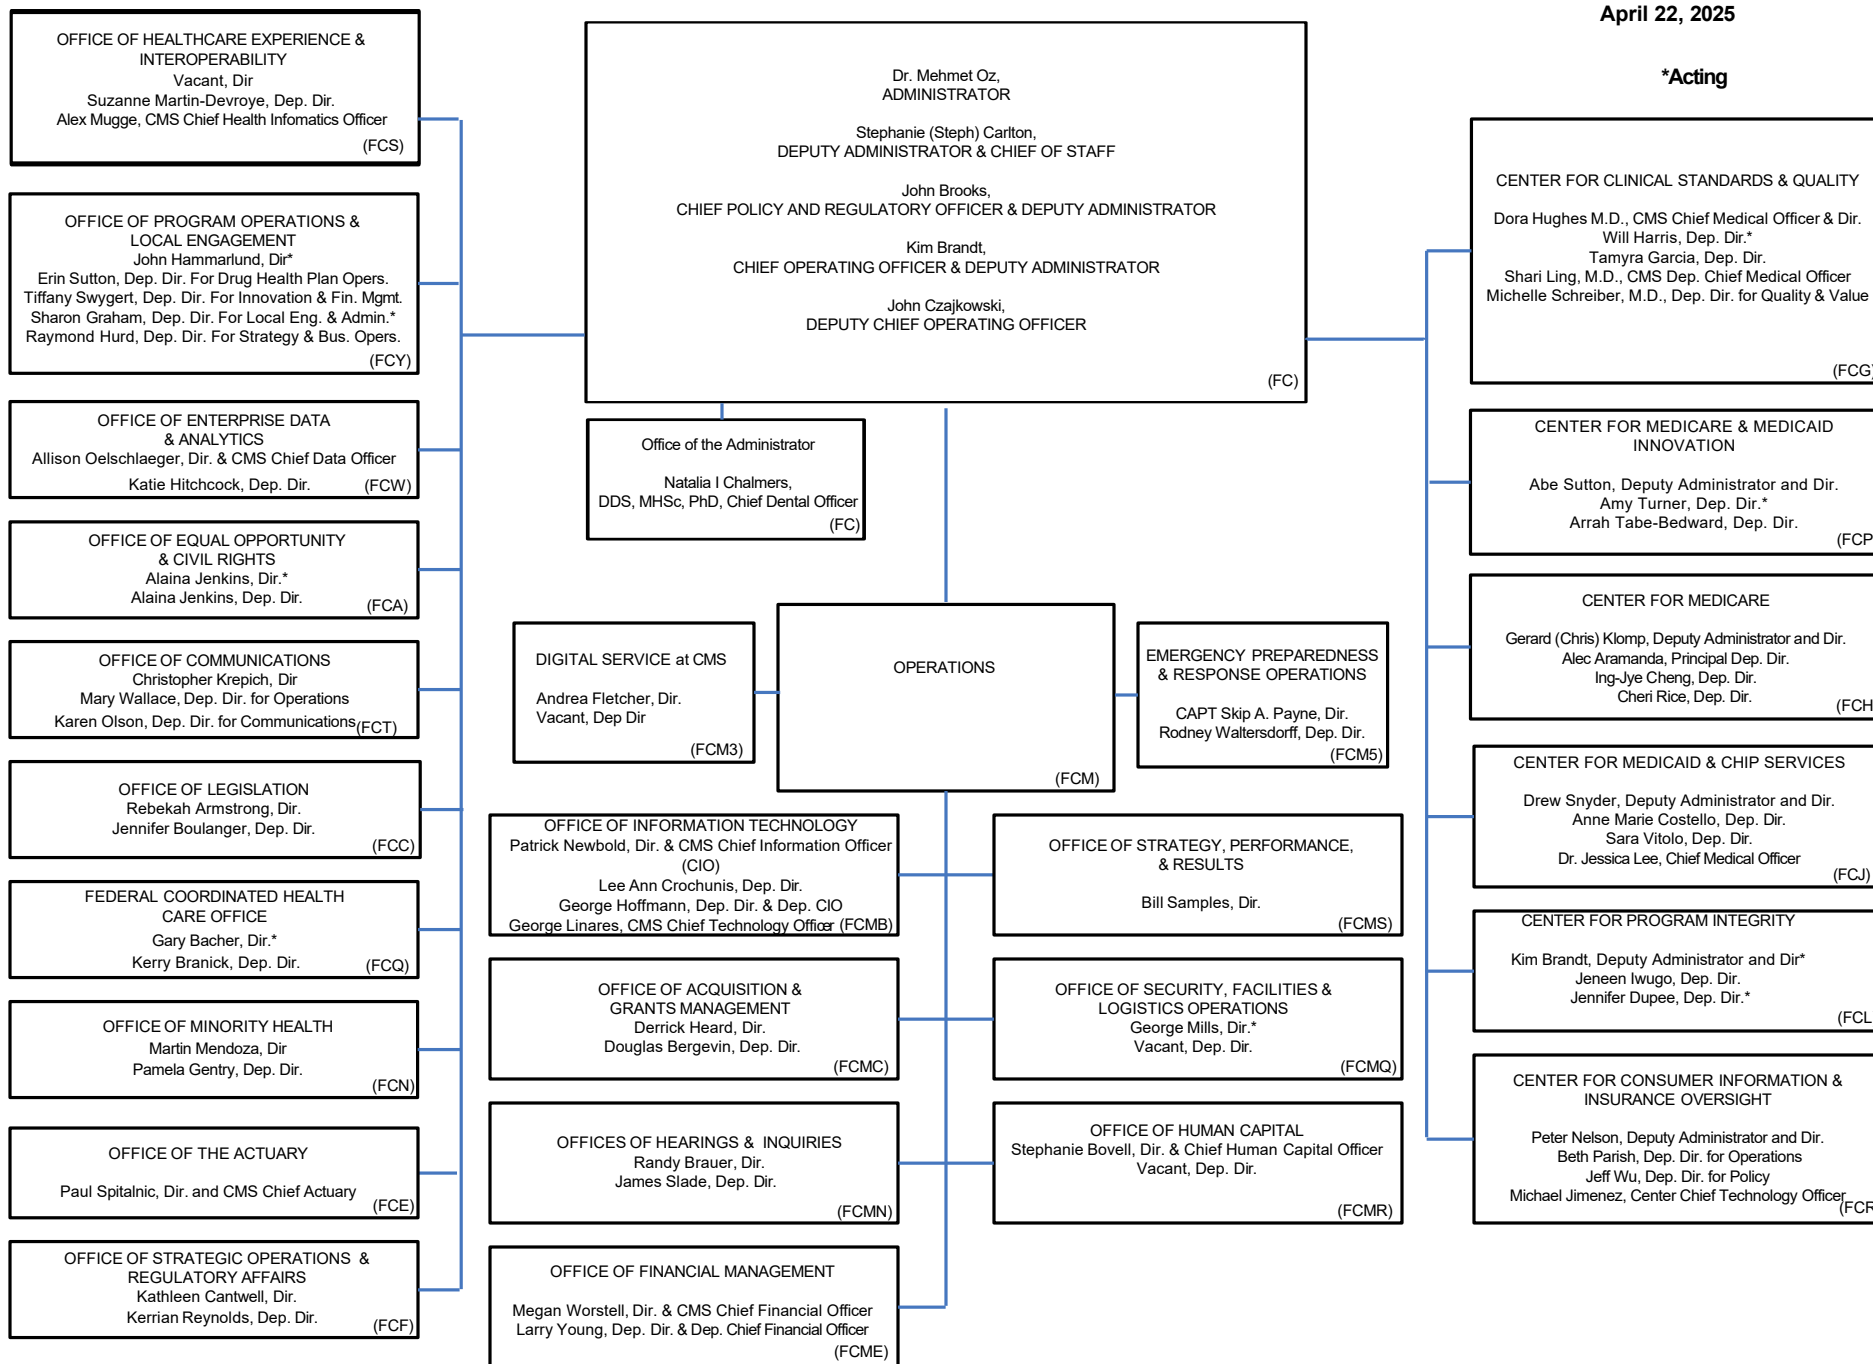 April 22, 2025
*Acting
OFFICE OF HEALTHCARE EXPERIENCE &
INTEROPERABILITY
Vacant, Dir
Suzanne Martin-Devroye, Dep. Dir.
Alex Mugge, CMS Chief Health Infomatics Officer
(FCS)
OFFICE OF PROGRAM OPERATIONS &
LOCAL ENGAGEMENT
John Hammarlund, Dir*
Erin Sutton, Dep. Dir. For Drug Health Plan Opers.
Tiffany Swygert, Dep. Dir. For Innovation & Fin. Mgmt.
Sharon Graham, Dep. Dir. For Local Eng. & Admin.*
Raymond Hurd, Dep. Dir. For Strategy & Bus. Opers.
(FCY)
OFFICE OF ENTERPRISE DATA
& ANALYTICS
Allison Oelschlaeger, Dir. & CMS Chief Data Officer
Katie Hitchcock, Dep. Dir. (FCW)
OFFICE OF EQUAL OPPORTUNITY
& CIVIL RIGHTS
Alaina Jenkins, Dir.*
Alaina Jenkins, Dep. Dir.
(FCA)
OFFICE OF COMMUNICATIONS
Christopher Krepich, Dir
Mary Wallace, Dep. Dir. for Operations
Karen Olson, Dep. Dir. for Communications (FCT)
OFFICE OF LEGISLATION
Rebekah Armstrong, Dir.
Jennifer Boulanger, Dep. Dir.
(FCC)
FEDERAL COORDINATED HEALTH
CARE OFFICE
Gary Bacher, Dir.*
Kerry Branick, Dep. Dir. (FCQ)
OFFICE OF MINORITY HEALTH
Martin Mendoza, Dir
Pamela Gentry, Dep. Dir.
(FCN)
OFFICE OF THE ACTUARY
Paul Spitalnic, Dir. and CMS Chief Actuary
(FCE)
OFFICE OF STRATEGIC OPERATIONS &
REGULATORY AFFAIRS
Kathleen Cantwell, Dir.
Kerrian Reynolds, Dep. Dir.
(FCF)
Dr. Mehmet Oz,
ADMINISTRATOR
Stephanie (Steph) Carlton,
DEPUTY ADMINISTRATOR & CHIEF OF STAFF
John Brooks,
CHIEF POLICY AND REGULATORY OFFICER & DEPUTY ADMINISTRATOR
Kim Brandt,
CHIEF OPERATING OFFICER & DEPUTY ADMINISTRATOR
John Czajkowski,
DEPUTY CHIEF OPERATING OFFICER
(FC)
Office of the Administrator
Natalia I Chalmers,
DDS, MHSc, PhD, Chief Dental Officer
(FC)
DIGITAL SERVICE at CMS
Andrea Fletcher, Dir.
Vacant, Dep Dir
(FCM3)
OPERATIONS
(FCM)
EMERGENCY PREPAREDNESS
& RESPONSE OPERATIONS
CAPT Skip A. Payne, Dir.
Rodney Waltersdorff, Dep. Dir.
(FCM5)
OFFICE OF INFORMATION TECHNOLOGY
Patrick Newbold, Dir. & CMS Chief Information Officer
(CIO)
Lee Ann Crochunis, Dep. Dir.
George Hoffmann, Dep. Dir. & Dep. CIO
George Linares, CMS Chief Technology Officer (FCMB)
OFFICE OF STRATEGY, PERFORMANCE,
& RESULTS
Bill Samples, Dir.
(FCMS)
OFFICE OF ACQUISITION &
GRANTS MANAGEMENT
Derrick Heard, Dir.
Douglas Bergevin, Dep. Dir.
(FCMC)
OFFICE OF SECURITY, FACILITIES &
LOGISTICS OPERATIONS
George Mills, Dir.*
Vacant, Dep. Dir.
(FCMQ)
OFFICES OF HEARINGS & INQUIRIES
Randy Brauer, Dir.
James Slade, Dep. Dir.
(FCMN)
OFFICE OF HUMAN CAPITAL
Stephanie Bovell, Dir. & Chief Human Capital Officer
Vacant, Dep. Dir.
(FCMR)
OFFICE OF FINANCIAL MANAGEMENT
Megan Worstell, Dir. & CMS Chief Financial Officer
Larry Young, Dep. Dir. & Dep. Chief Financial Officer
(FCME)
CENTER FOR CLINICAL STANDARDS & QUALITY
Dora Hughes M.D., CMS Chief Medical Officer & Dir.
Will Harris, Dep. Dir.*
Tamyra Garcia, Dep. Dir.
Shari Ling, M.D., CMS Dep. Chief Medical Officer
Michelle Schreiber, M.D., Dep. Dir. for Quality & Value
(FCG)
CENTER FOR MEDICARE & MEDICAID
INNOVATION
Abe Sutton, Deputy Administrator and Dir.
Amy Turner, Dep. Dir.*
Arrah Tabe-Bedward, Dep. Dir.
(FCP
CENTER FOR MEDICARE
Gerard (Chris) Klomp, Deputy Administrator and Dir.
Alec Aramanda, Principal Dep. Dir.
Ing-Jye Cheng, Dep. Dir.
Cheri Rice, Dep. Dir.
(FCH
CENTER FOR MEDICAID & CHIP SERVICES
Drew Snyder, Deputy Administrator and Dir.
Anne Marie Costello, Dep. Dir.
Sara Vitolo, Dep. Dir.
Dr. Jessica Lee, Chief Medical Officer
(FCJ)
CENTER FOR PROGRAM INTEGRITY
Kim Brandt, Deputy Administrator and Dir*
Jeneen Iwugo, Dep. Dir.
Jennifer Dupee, Dep. Dir.*
(FCL
CENTER FOR CONSUMER INFORMATION &
INSURANCE OVERSIGHT
Peter Nelson, Deputy Administrator and Dir.
Beth Parish, Dep. Dir. for Operations
Jeff Wu, Dep. Dir. for Policy
Michael Jimenez, Center Chief Technology Officer
(FCR